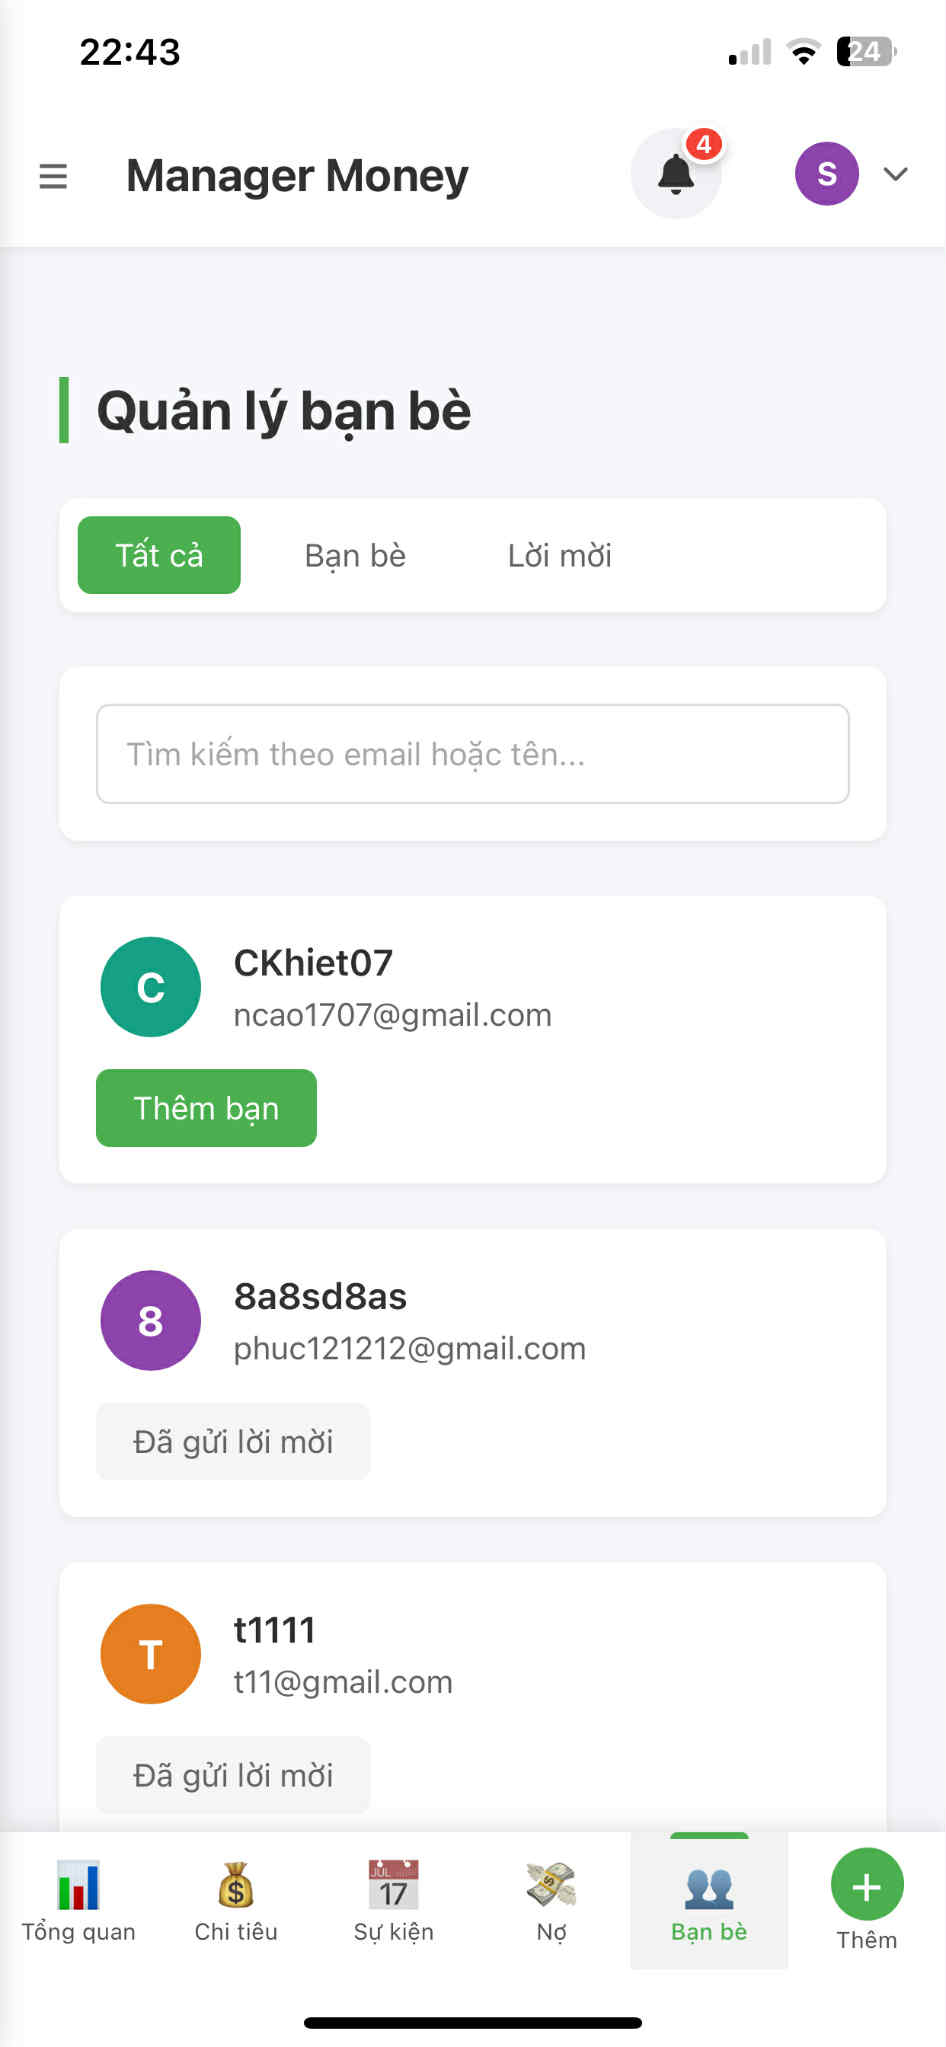 22:43
24
Manager Money
4
S
Quản lý bạn bè
Tất cả
Bạn bè
Lời mời
Tìm kiếm theo email hoặc tên...
C
CKhiet07
ncao1707@gmail.com
Thêm bạn
8
8a8sd8as
phuc121212@gmail.com
Đã gửi lời mời
T
t1111
t11@gmail.com
Đã gửi lời mời
JUL
17
Tổng quan
Chi tiêu
Sự kiện
Nợ
Bạn bè
Thêm